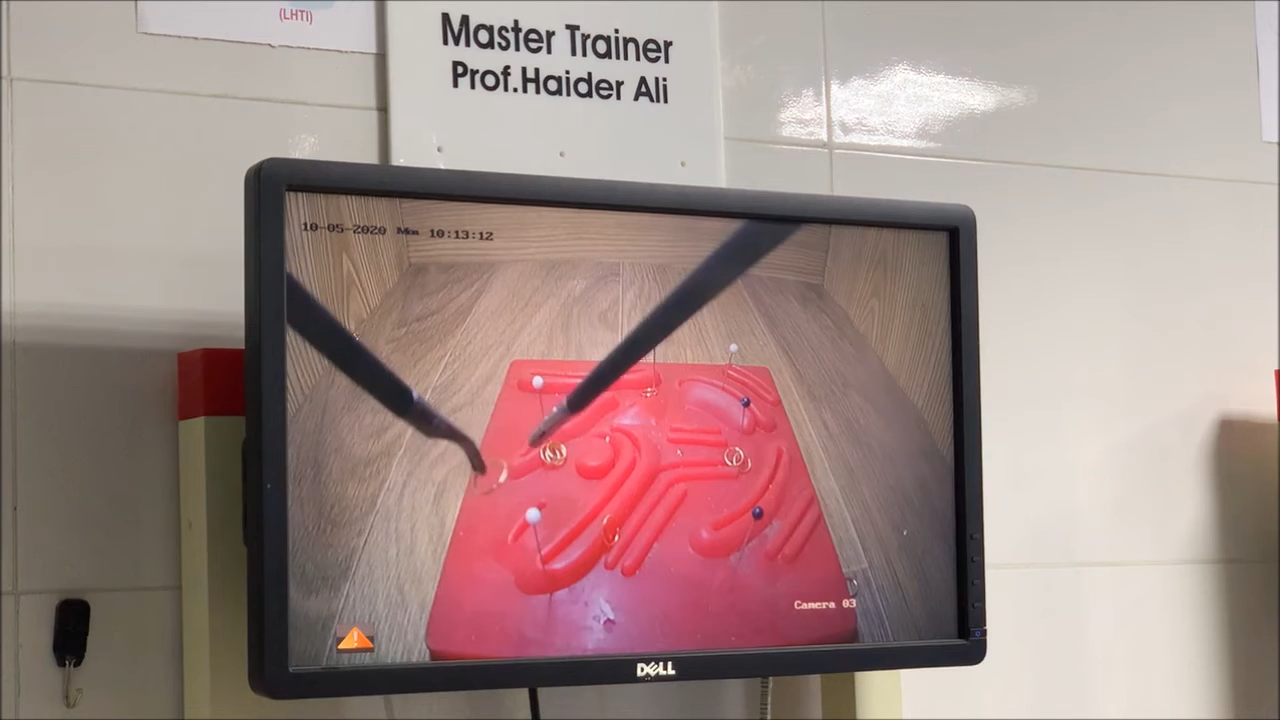 (LHTI)
Master Trainer
Prof.Haider Ali
10-05-2020 Mon 10:13:12
Camera 03
DELL